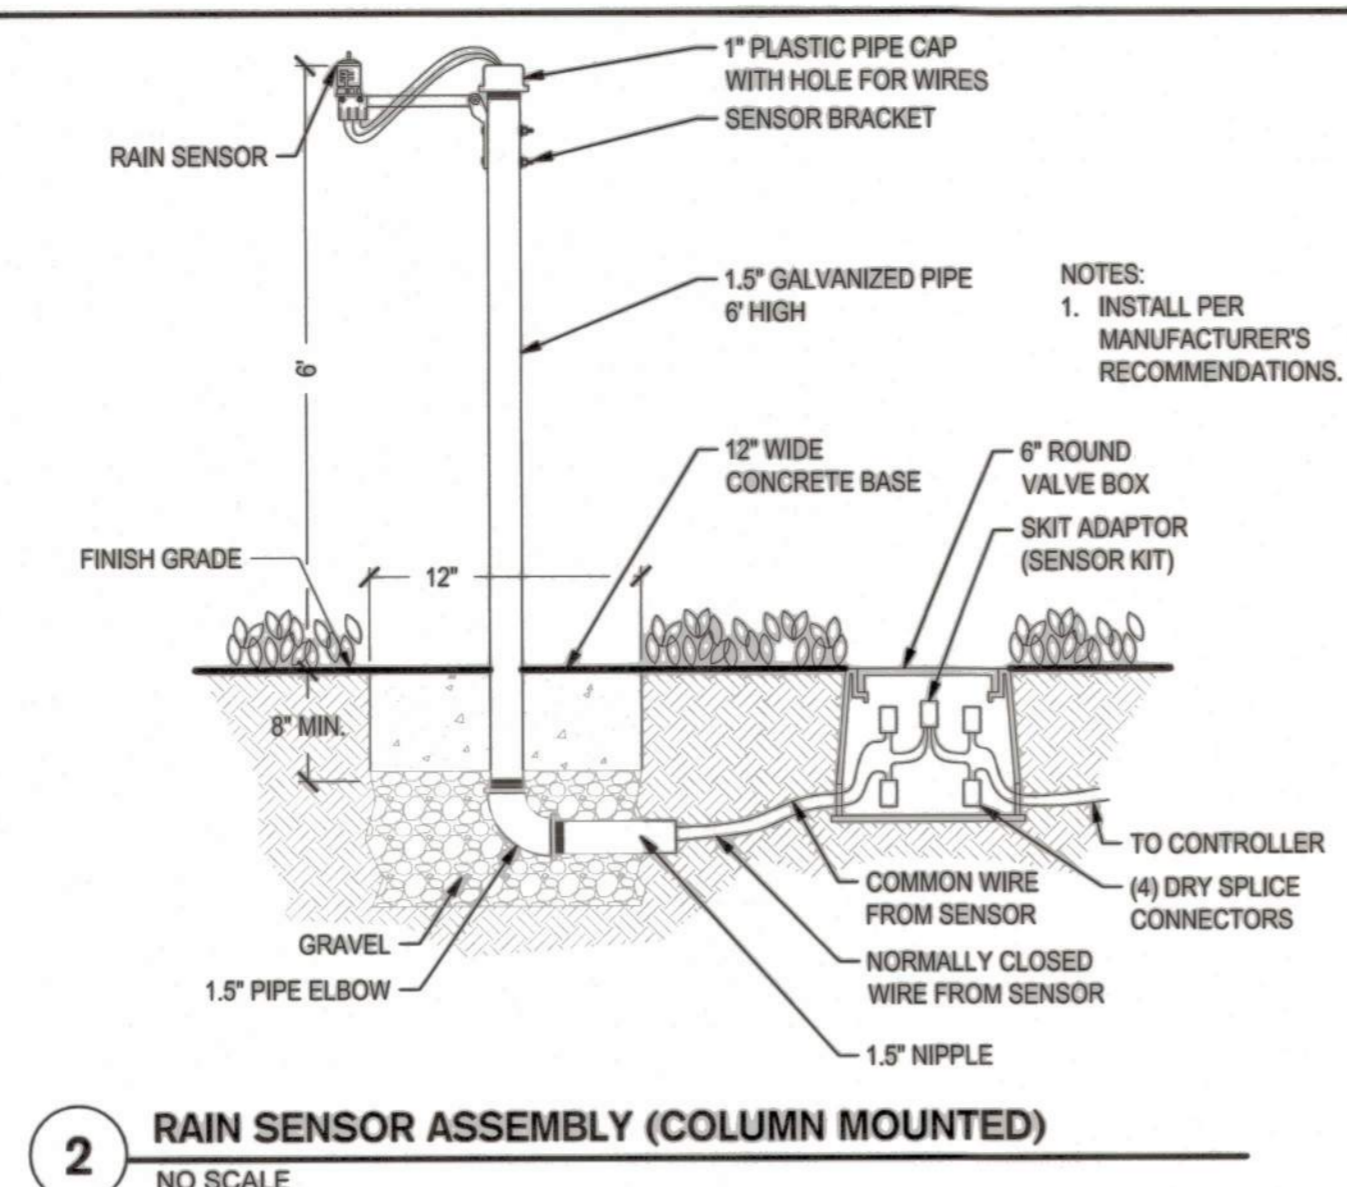 1" PLASTIC PIPE CAP
WITH HOLE FOR WIRES
SENSOR BRACKET
RAIN SENSOR
1.5" GALVANIZED PIPE
6' HIGH
NOTES:
1. INSTALL PER
MANUFACTURER'S
RECOMMENDATIONS.
6'
12" WIDE
CONCRETE BASE
6" ROUND
VALVE BOX
SKIT ADAPTOR
(SENSOR KIT)
FINISH GRADE
12"
8" MIN.
TO CONTROLLER
(4) DRY SPLICE
CONNECTORS
COMMON WIRE
FROM SENSOR
GRAVEL
NORMALLY CLOSED
WIRE FROM SENSOR
1.5" PIPE ELBOW
1.5" NIPPLE
2
RAIN SENSOR ASSEMBLY (COLUMN MOUNTED)
NO SCALE